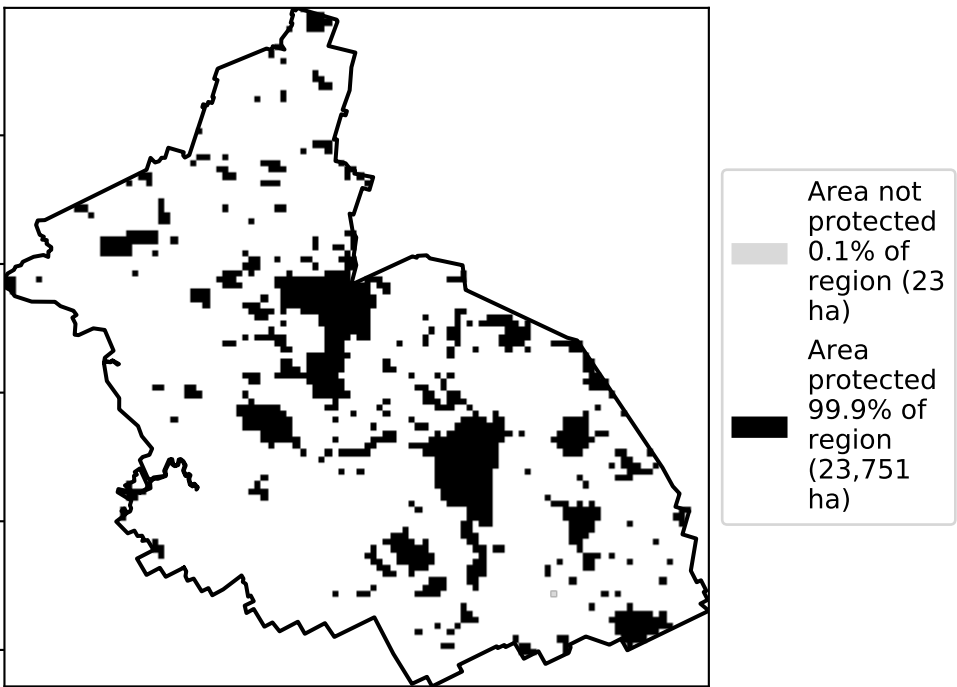 Area not
protected
0.1% of
region (23
ha)
Area
protected
99.9% of
region
(23,751
ha)